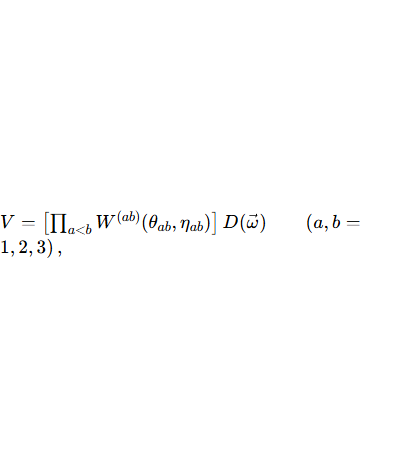 V = [∏_{a<b} W^{(ab)}(θ_{ab}, η_{ab})] D(ω⃗)  (a, b =
1, 2, 3) ,